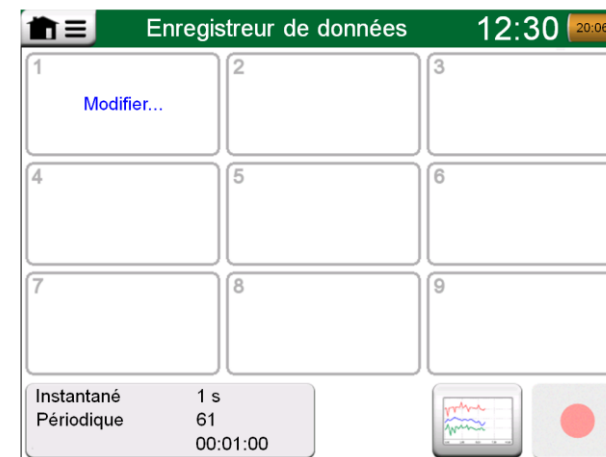 Enregistreur de données 12:30 20:06
1 2 3
Modifier...
4 5 6
7 8 9
Instantané 1 s
Périodique 61
00:01:00